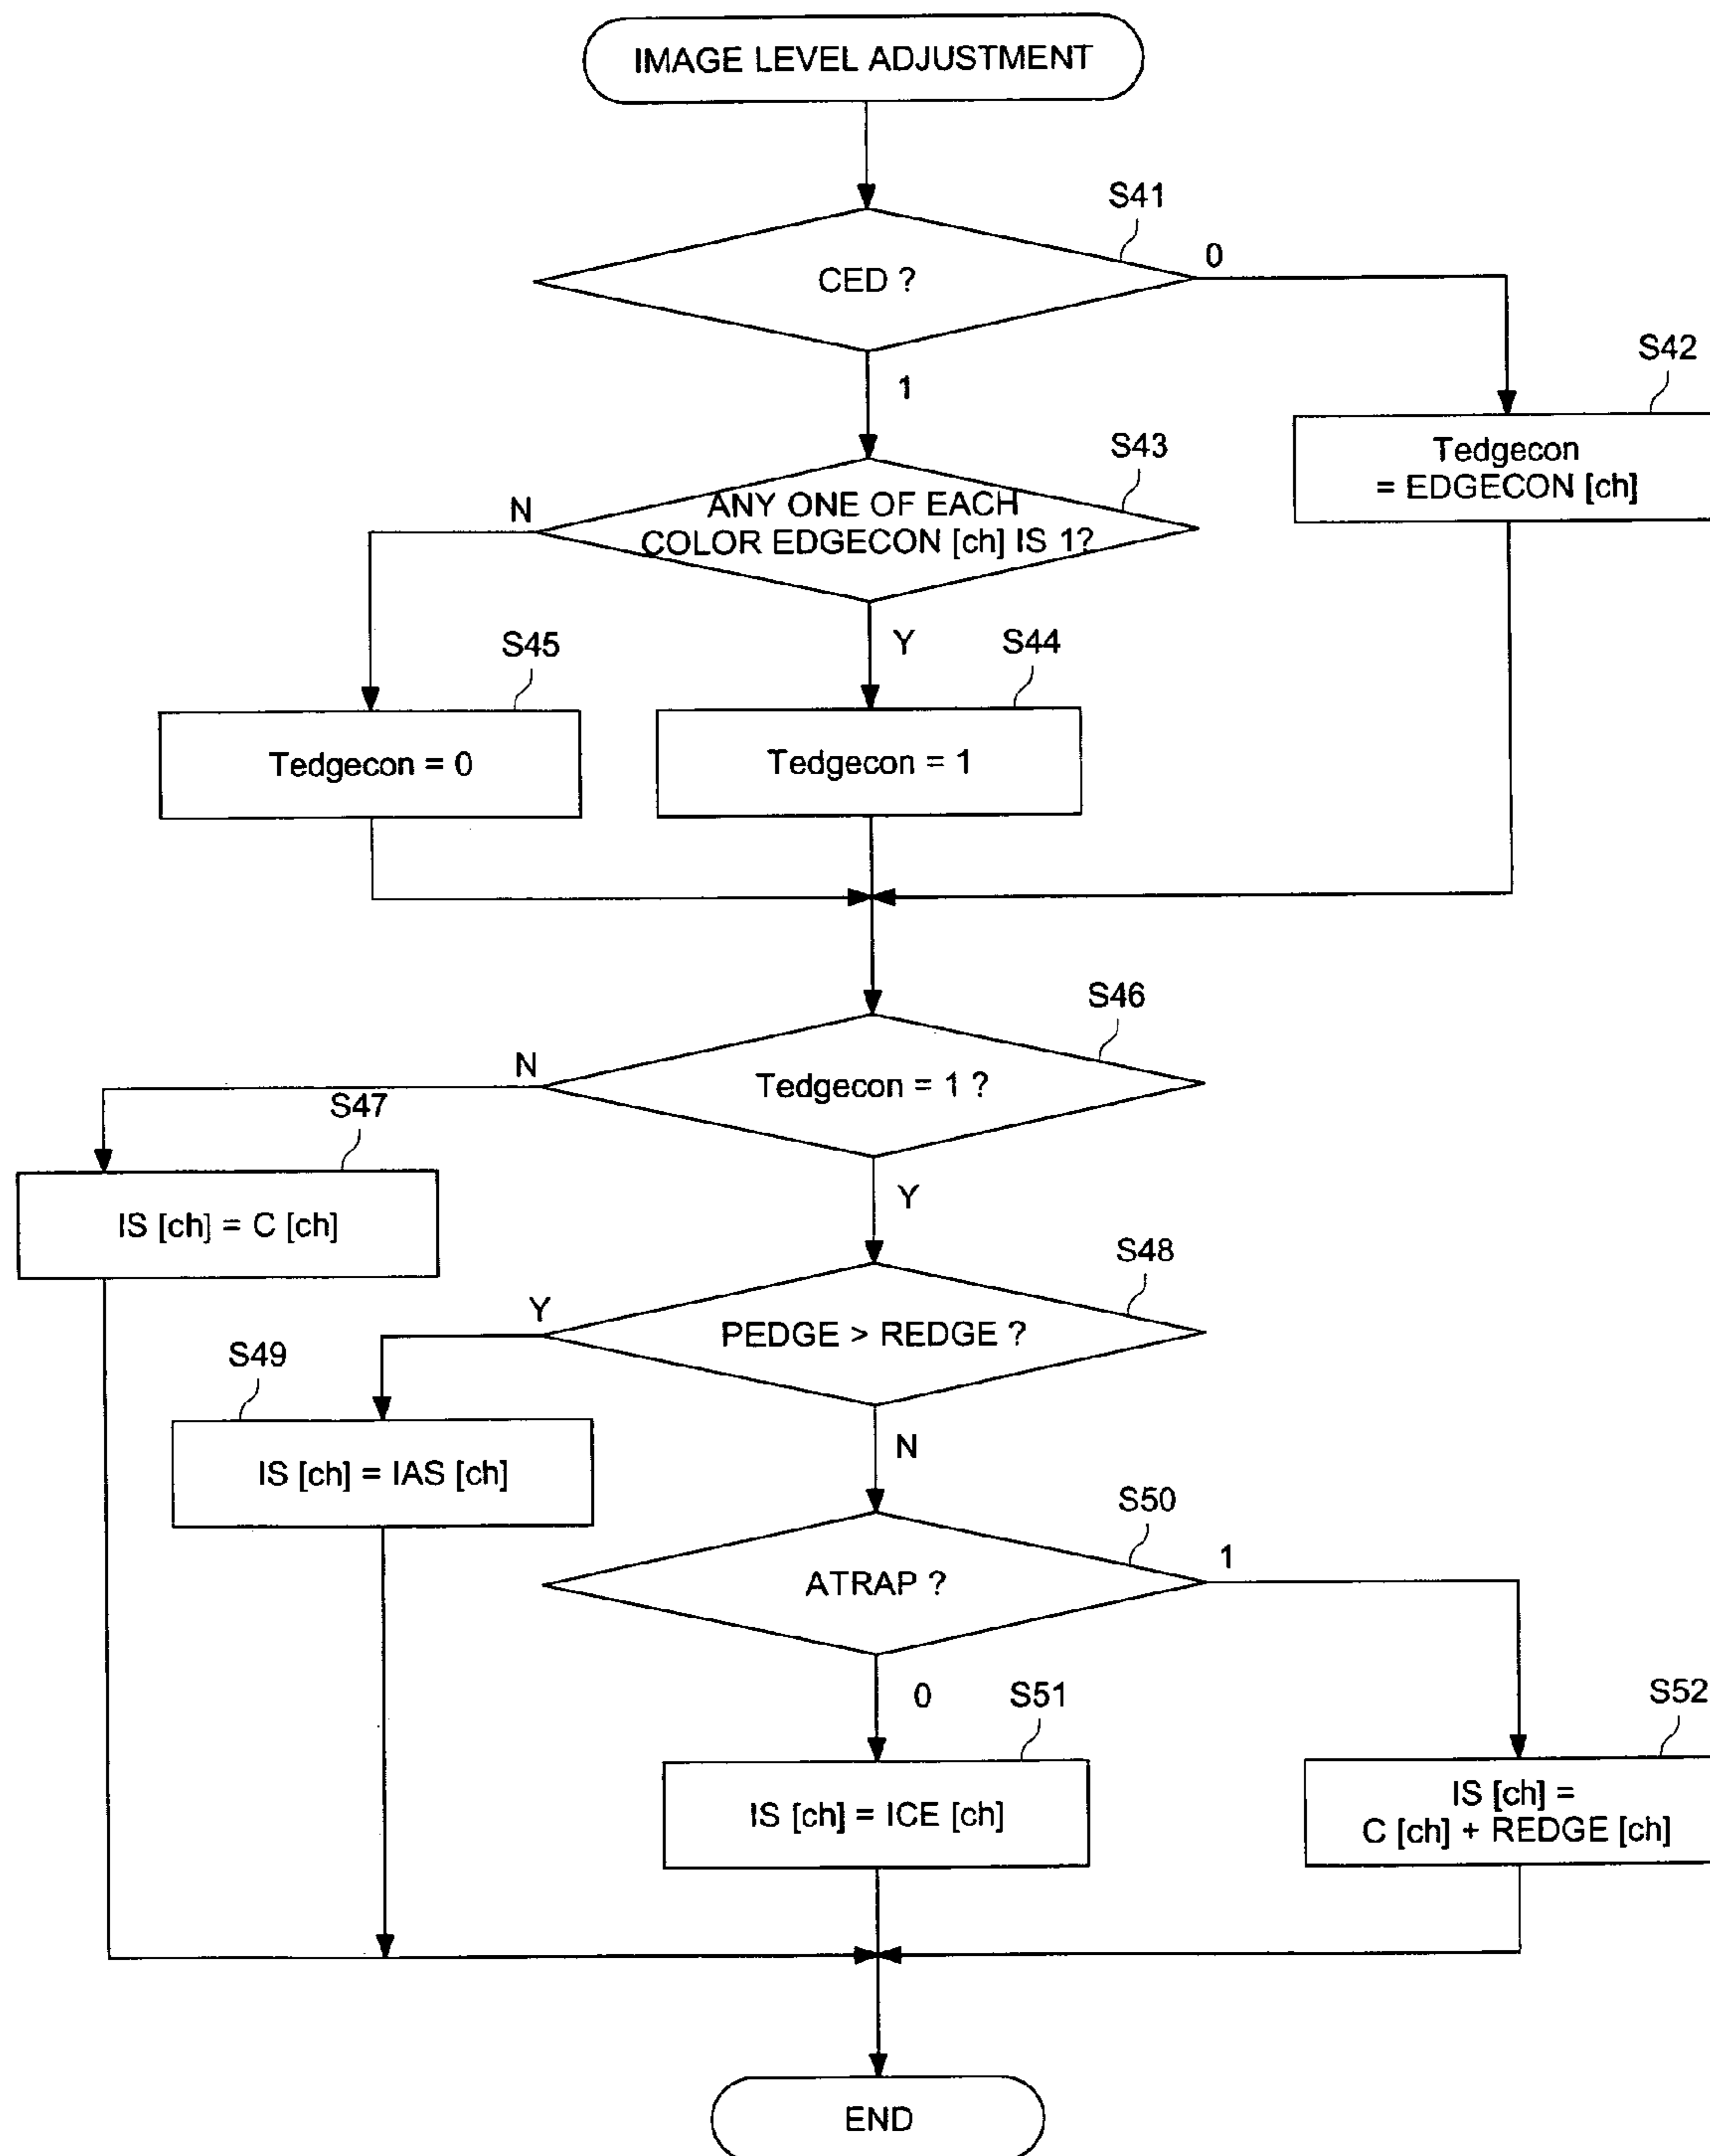 IMAGE LEVEL ADJUSTMENT
S41
CED ?
0
1
S42
Tedgecon
= EDGECON [ch]
S43
N
ANY ONE OF EACH
COLOR EDGECON [ch] IS 1?
Y
S45
S44
Tedgecon = 0
Tedgecon = 1
S46
N
Tedgecon = 1 ?
S47
Y
IS [ch] = C [ch]
S48
Y
PEDGE > REDGE ?
S49
N
IS [ch] = IAS [ch]
S50
ATRAP ?
1
0
S51
S52
IS [ch] = ICE [ch]
IS [ch] =
C [ch] + REDGE [ch]
END